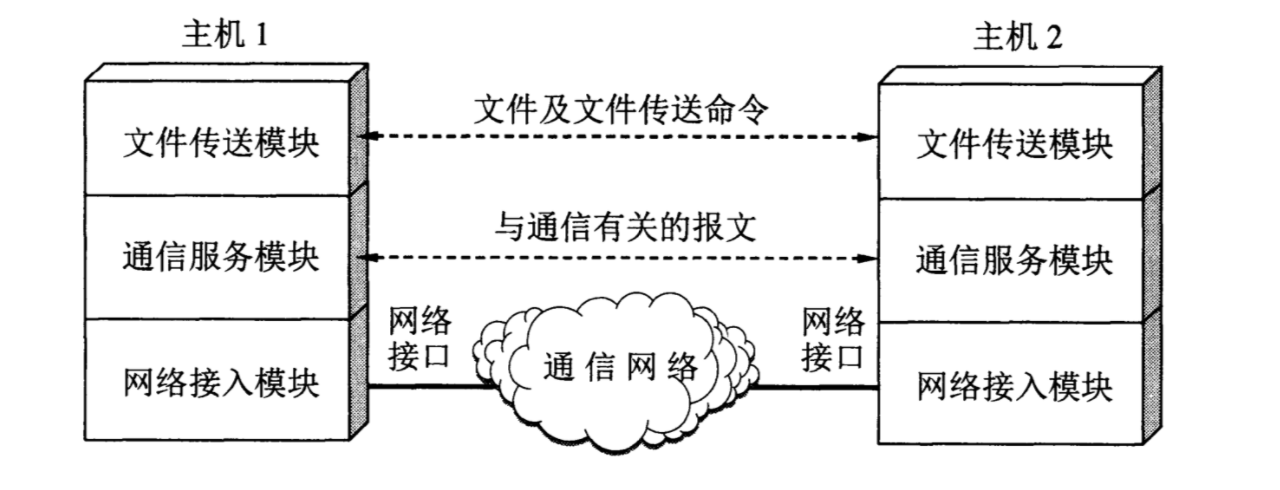 主机 1
主机 2
文件及文件传送命令
文件传送模块
文件传送模块
与通信有关的报文
通信服务模块
通信服务模块
网络
接口
通信网络
网络
接口
网络接入模块
网络接入模块